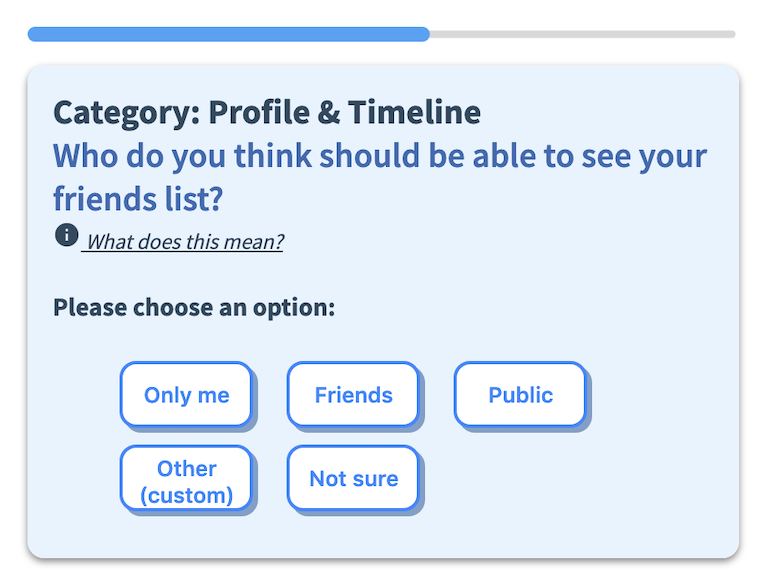 Category: Profile & Timeline
Who do you think should be able to see your
friends list?
What does this mean?
Please choose an option:
Only me
Friends
Public
Other
(custom)
Not sure